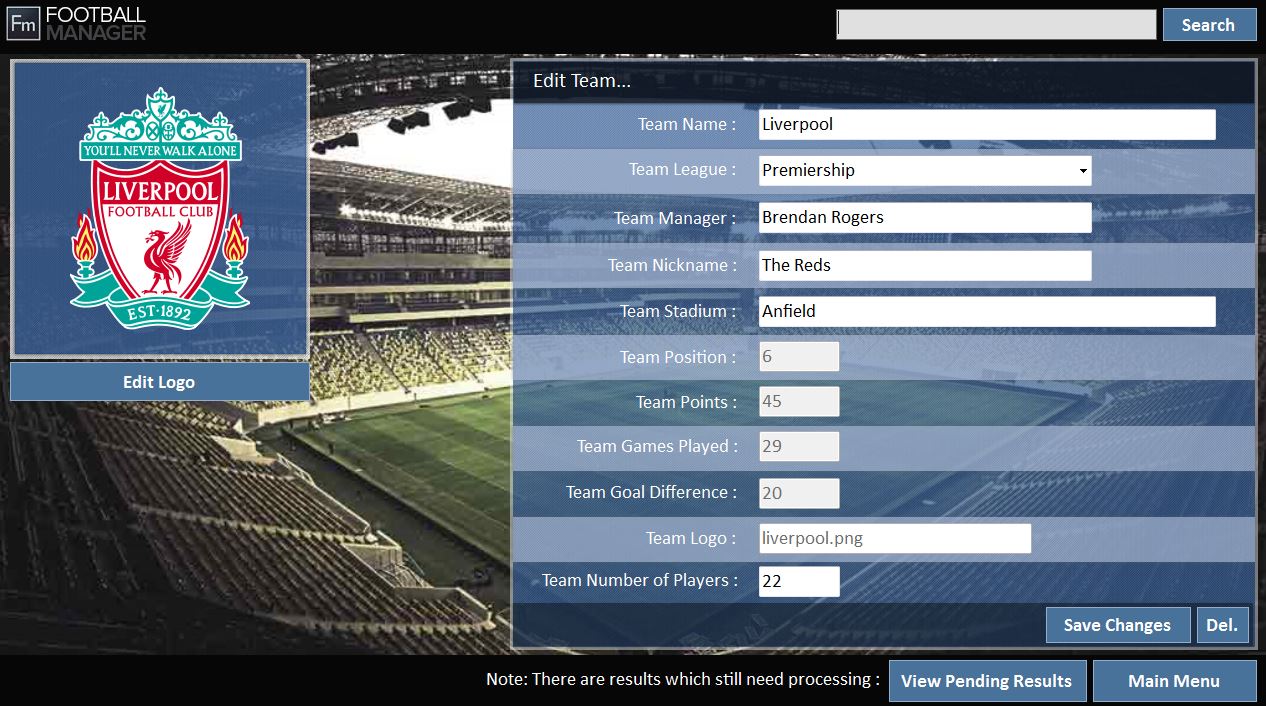 Fm FOOTBALL
MANAGER
Search
YOU'LL NEVER WALK ALONE
LIVERPOOL
FOOTBALL CLUB
EST·1892
Edit Logo
Edit Team...
Team Name : Liverpool
Team League : Premiership
Team Manager : Brendan Rogers
Team Nickname : The Reds
Team Stadium : Anfield
Team Position : 6
Team Points : 45
Team Games Played : 29
Team Goal Difference : 20
Team Logo : liverpool.png
Team Number of Players : 22
Save Changes Del.
Note: There are results which still need processing : View Pending Results Main Menu